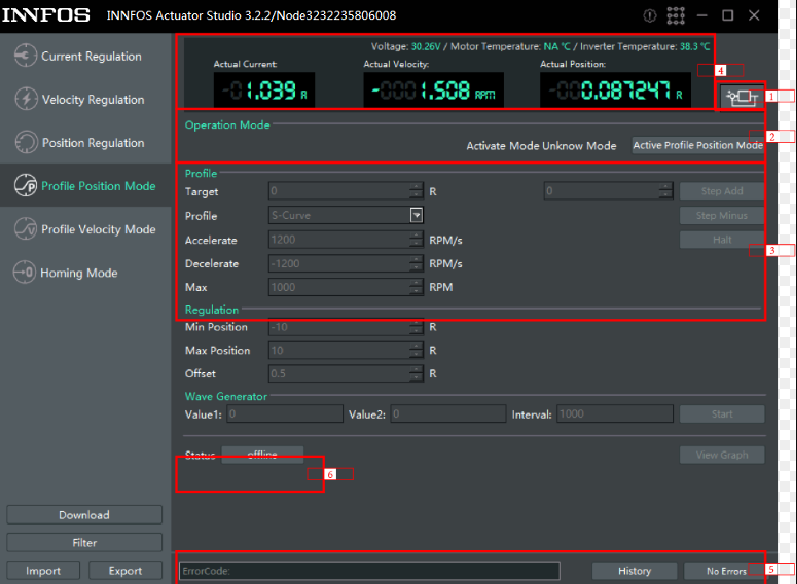 INNFOS INNFOS Actuator Studio 3.2.2/Node3232235806008
Current Regulation
Velocity Regulation
Position Regulation
Profile Position Mode
Profile Velocity Mode
Homing Mode
Download
Filter
Import Export
Voltage: 30.26V / Motor Temperature: NA ℃ / Inverter Temperature: 38.3 ℃
Actual Current: Actual Velocity: Actual Position:
4
-01.039 A -0001.508 RPM -000.087247 R
1
Operation Mode
2
Activate Mode Unknow Mode Active Profile Position Mode
Profile
Target 0 R 0 Step Add
Profile S-Curve Step Minus
Accelerate 1200 RPM/s Halt
3
Decelerate -1200 RPM/s
Max 1000 RPM
Regulation
Min Position -10 R
Max Position 10 R
Offset 0.5 R
Wave Generator
Value1: 0 Value2: 0 Interval: 1000 Start
Status offline View Graph
6
ErrorCode: History No Errors 5